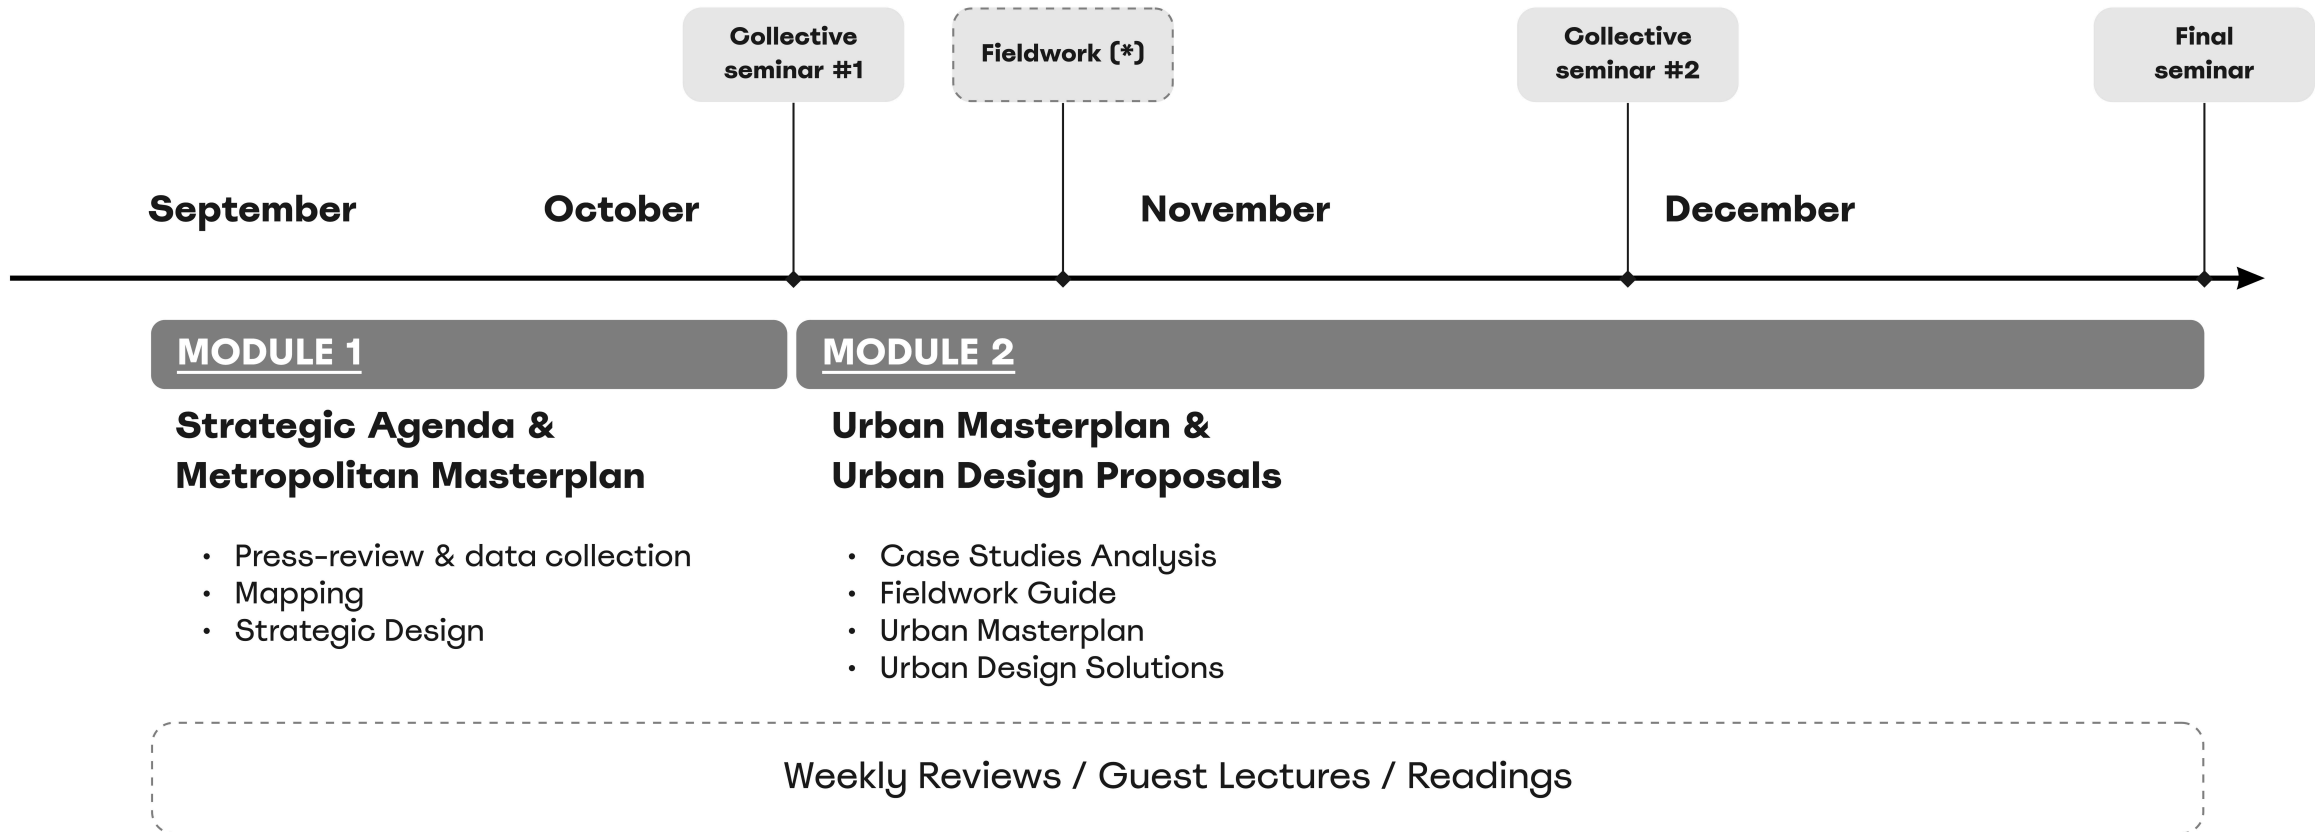 Collective
seminar #1
Fieldwork (*)
Collective
seminar #2
Final
seminar
September
October
November
December
MODULE 1
MODULE 2
Strategic Agenda &
Metropolitan Masterplan
• Press-review & data collection
• Mapping
• Strategic Design
Urban Masterplan &
Urban Design Proposals
• Case Studies Analysis
• Fieldwork Guide
• Urban Masterplan
• Urban Design Solutions
Weekly Reviews / Guest Lectures / Readings